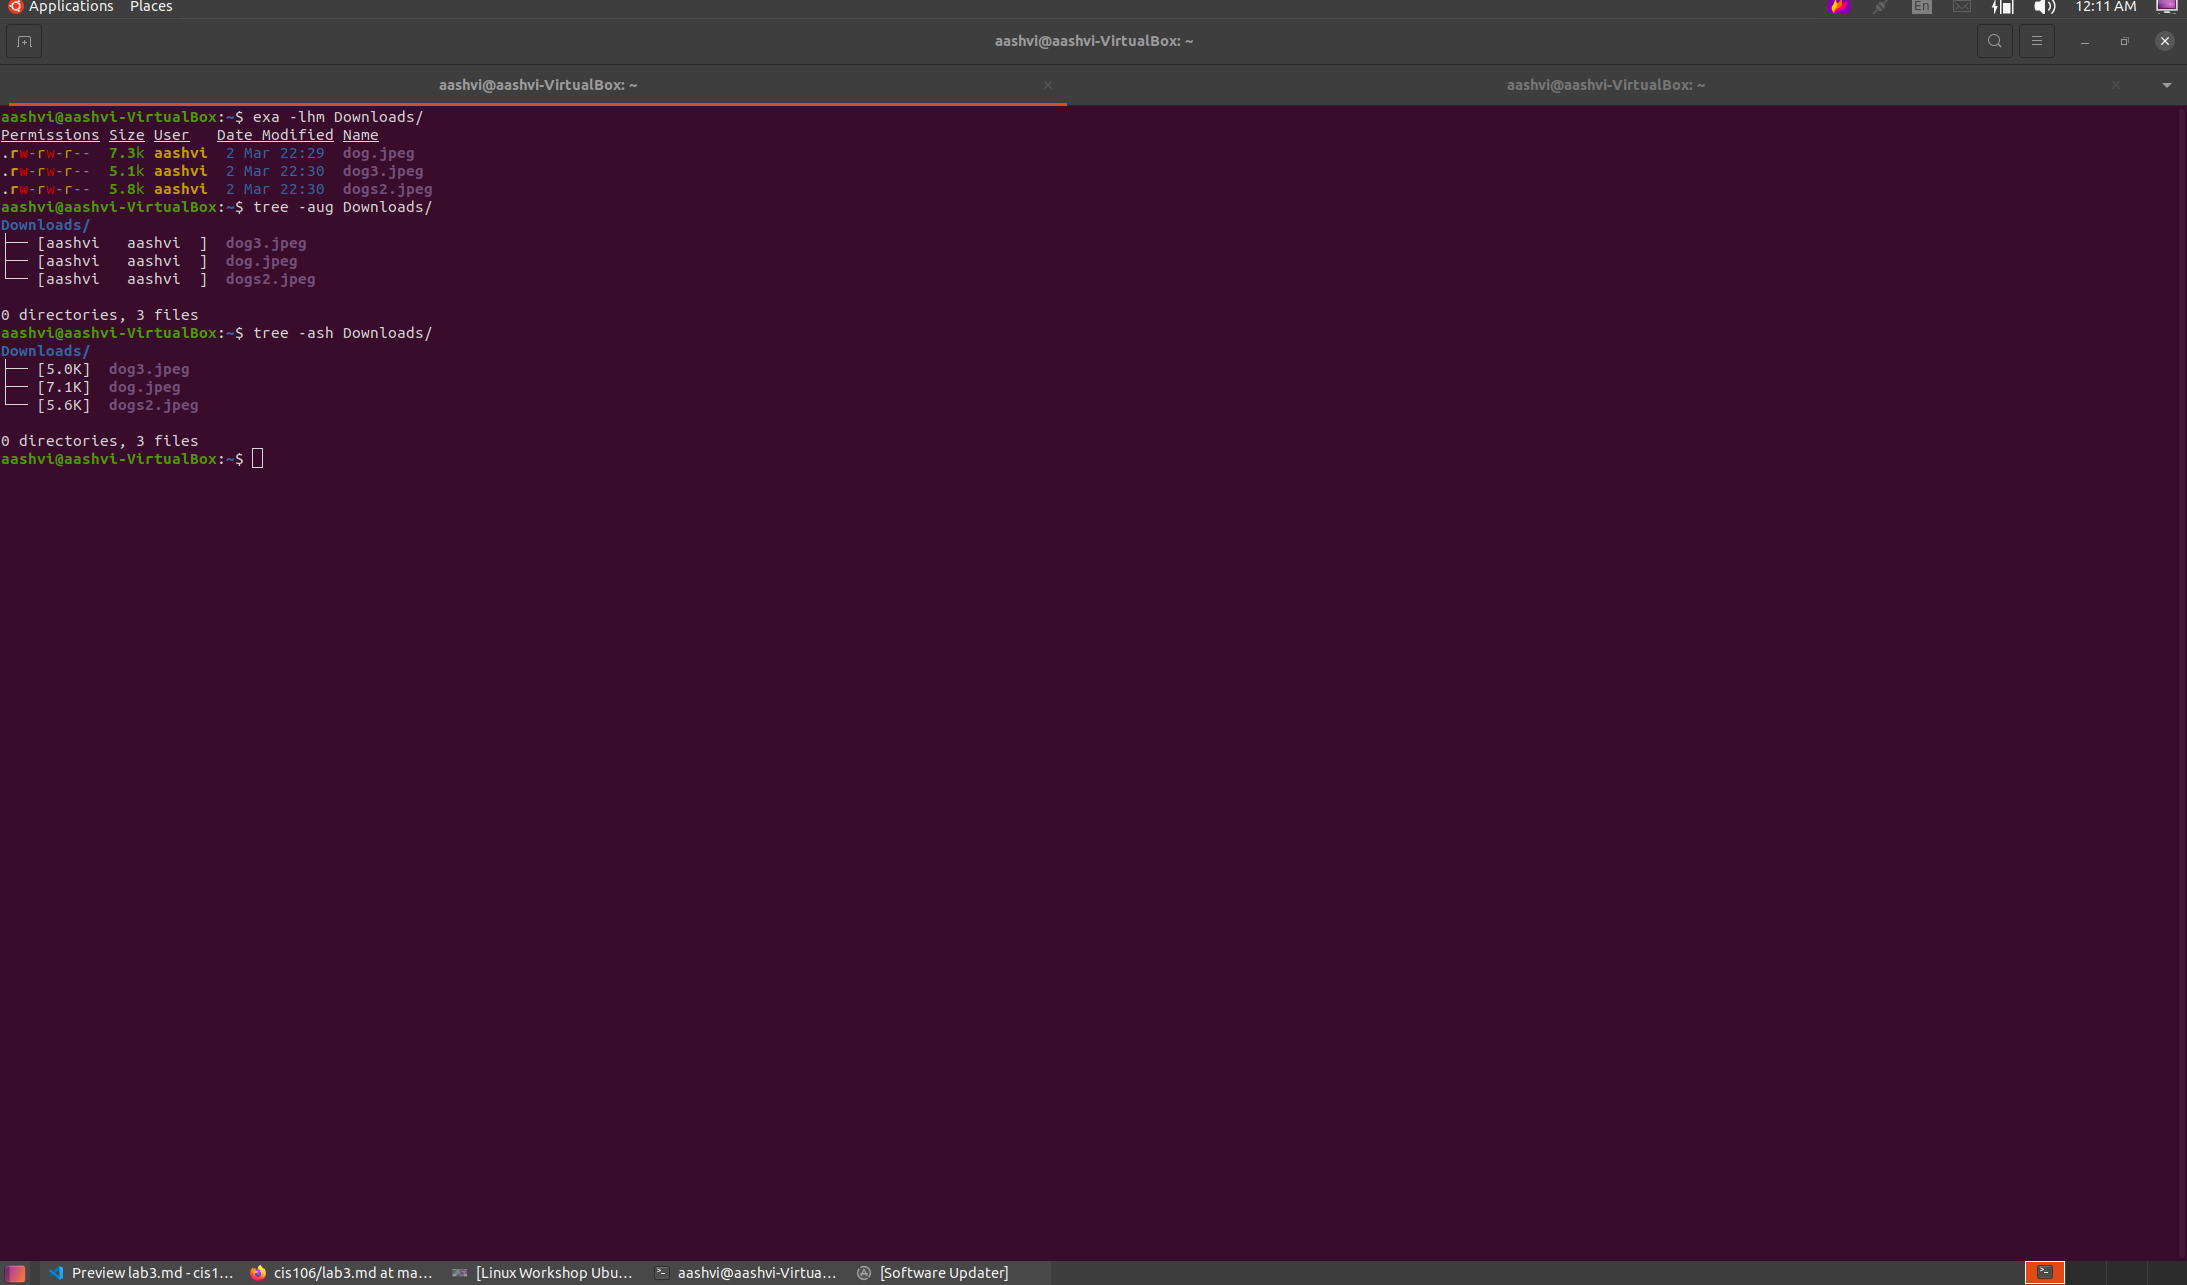 Applications Places En 12:11 AM
aashvi@aashvi-VirtualBox: ~
aashvi@aashvi-VirtualBox: ~ aashvi@aashvi-VirtualBox: ~
aashvi@aashvi-VirtualBox:~$ exa -lhm Downloads/
Permissions Size User   Date Modified Name
.rw-rw-r--  7.3k aashvi  2 Mar 22:29  dog.jpeg
.rw-rw-r--  5.1k aashvi  2 Mar 22:30  dog3.jpeg
.rw-rw-r--  5.8k aashvi  2 Mar 22:30  dogs2.jpeg
aashvi@aashvi-VirtualBox:~$ tree -aug Downloads/
Downloads/
├── [aashvi   aashvi  ]  dog3.jpeg
├── [aashvi   aashvi  ]  dog.jpeg
└── [aashvi   aashvi  ]  dogs2.jpeg
0 directories, 3 files
aashvi@aashvi-VirtualBox:~$ tree -ash Downloads/
Downloads/
├── [5.0K]  dog3.jpeg
├── [7.1K]  dog.jpeg
└── [5.6K]  dogs2.jpeg
0 directories, 3 files
aashvi@aashvi-VirtualBox:~$
Preview lab3.md - cis1... cis106/lab3.md at ma... [Linux Workshop Ubu... aashvi@aashvi-Virtua... [Software Updater]